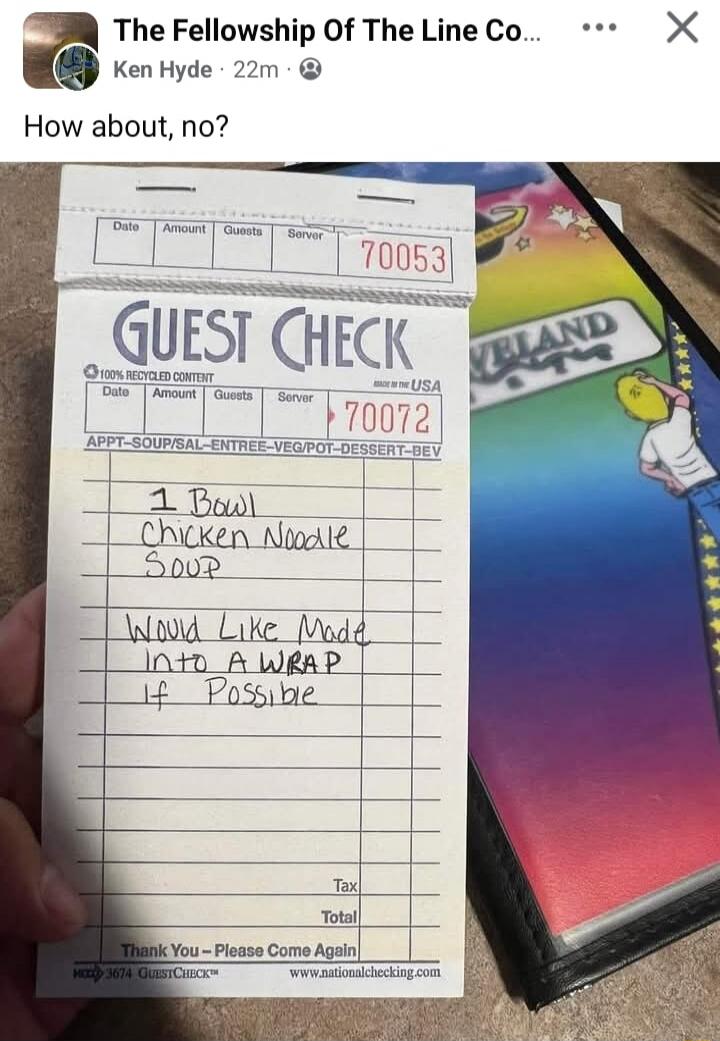 The Fellowship Of The Line Co...
Ken Hyde · 22m ·
How about, no?
Date Amount Guests Server 70053
GUEST CHECK
100% RECYCLED CONTENT
MADE IN THE USA
Date Amount Guests Server 70072
APPT–SOUP/SAL–ENTREE–VEG/POT–DESSERT–BEV
1 Bowl
Chicken Noodle
Soup
Would Like Made
Into A WRAP
If Possible
Tax
Total
Thank You – Please Come Again
3674 GUESTCHECK™ www.nationalchecking.com
VELAND